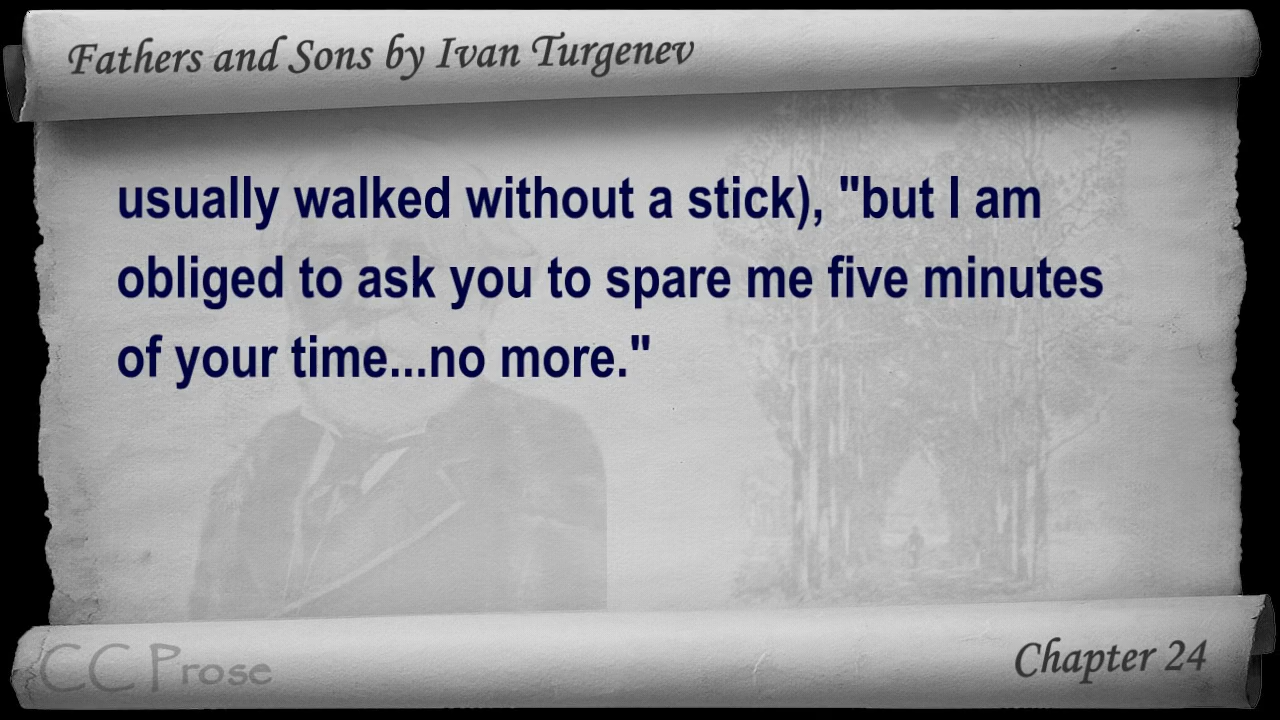 Fathers and Sons by Ivan Turgenev
usually walked without a stick), "but I am
obliged to ask you to spare me five minutes
of your time...no more."
CC Prose
Chapter 24